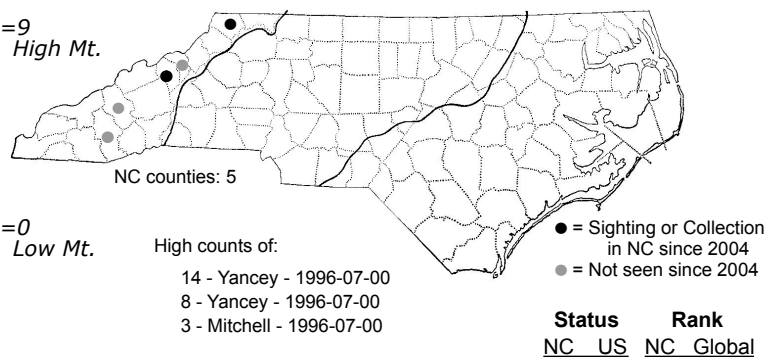 =9
High Mt.
NC counties: 5
=0
Low Mt.
High counts of:
14 - Yancey - 1996-07-00
8 - Yancey - 1996-07-00
3 - Mitchell - 1996-07-00
● = Sighting or Collection
in NC since 2004
● = Not seen since 2004
Status Rank
NC US NC Global